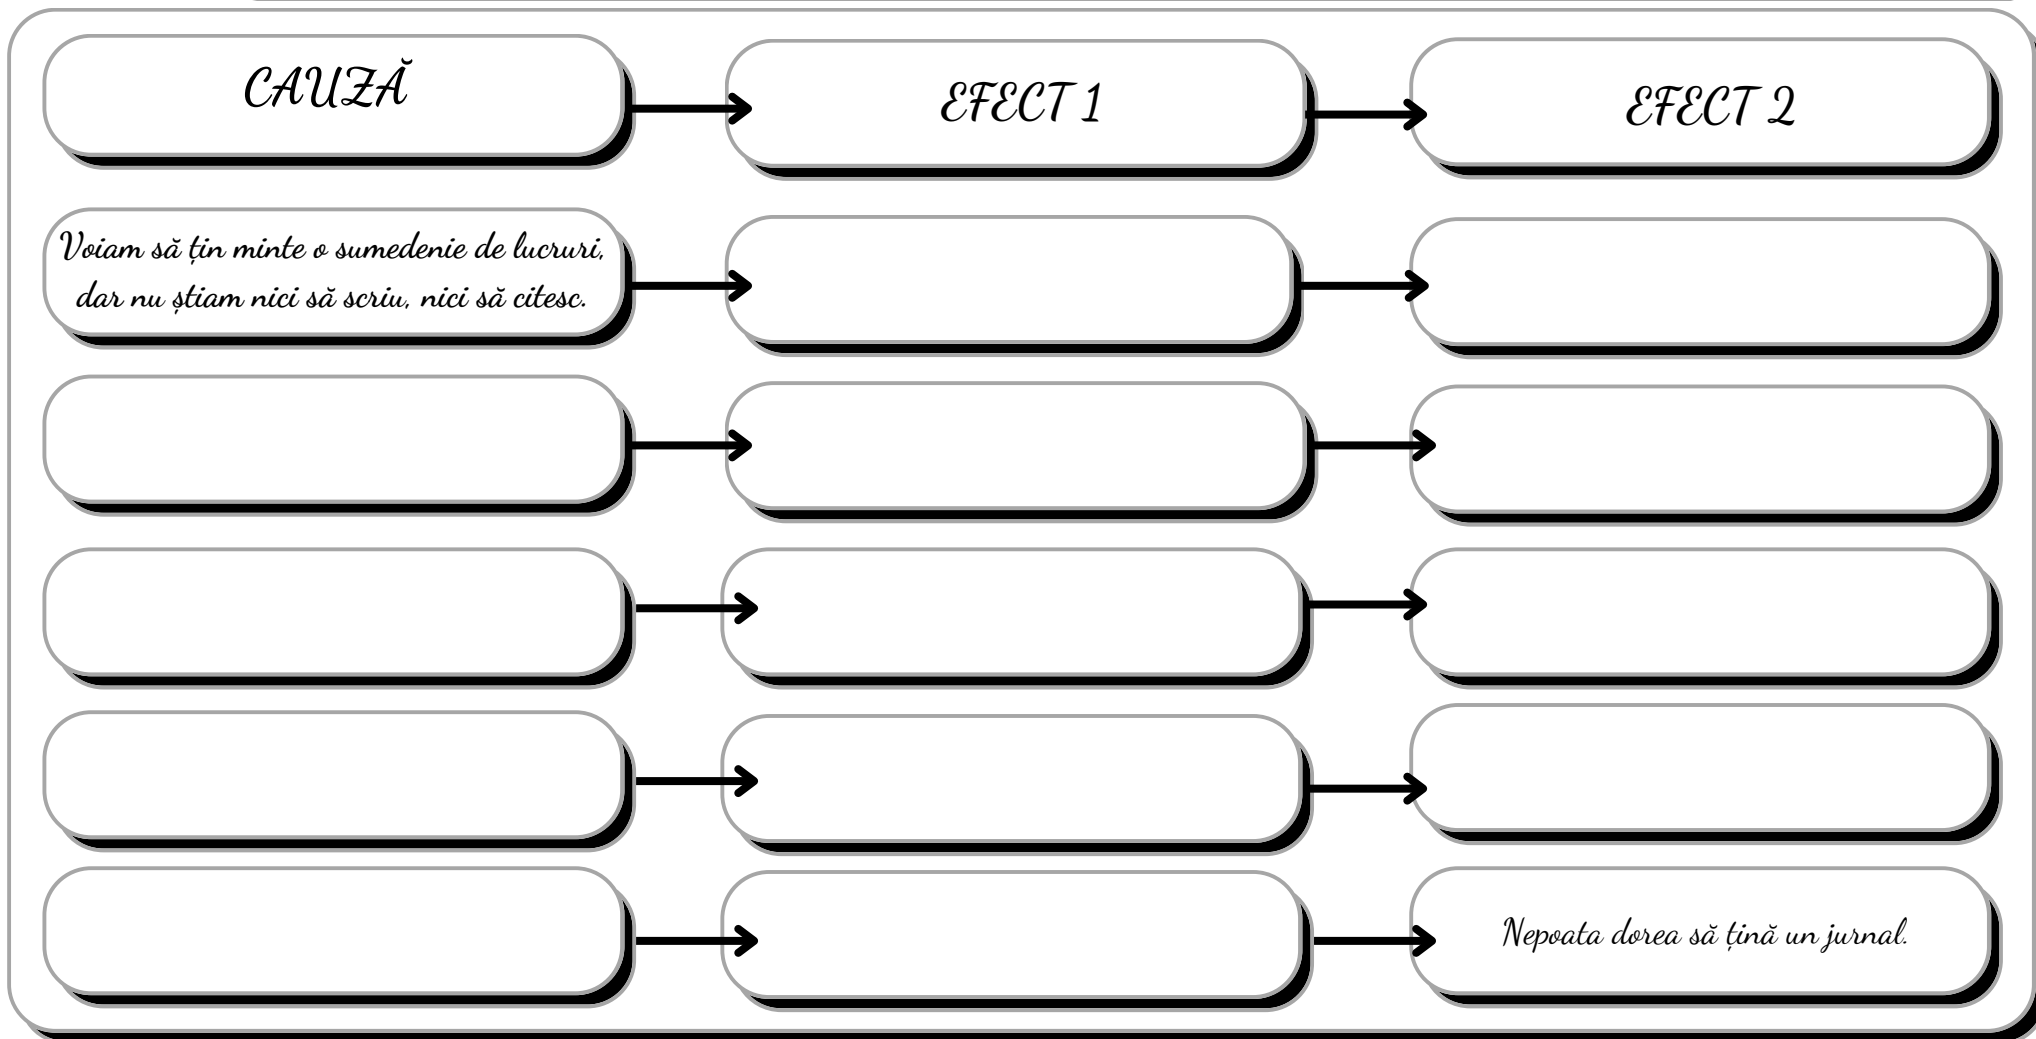 CAUZĂ
EFECT 1
EFECT 2
Voiam să țin minte o sumedenie de lucruri,
dar nu știam nici să scriu, nici să citesc.
Nepoata dorea să țină un jurnal.